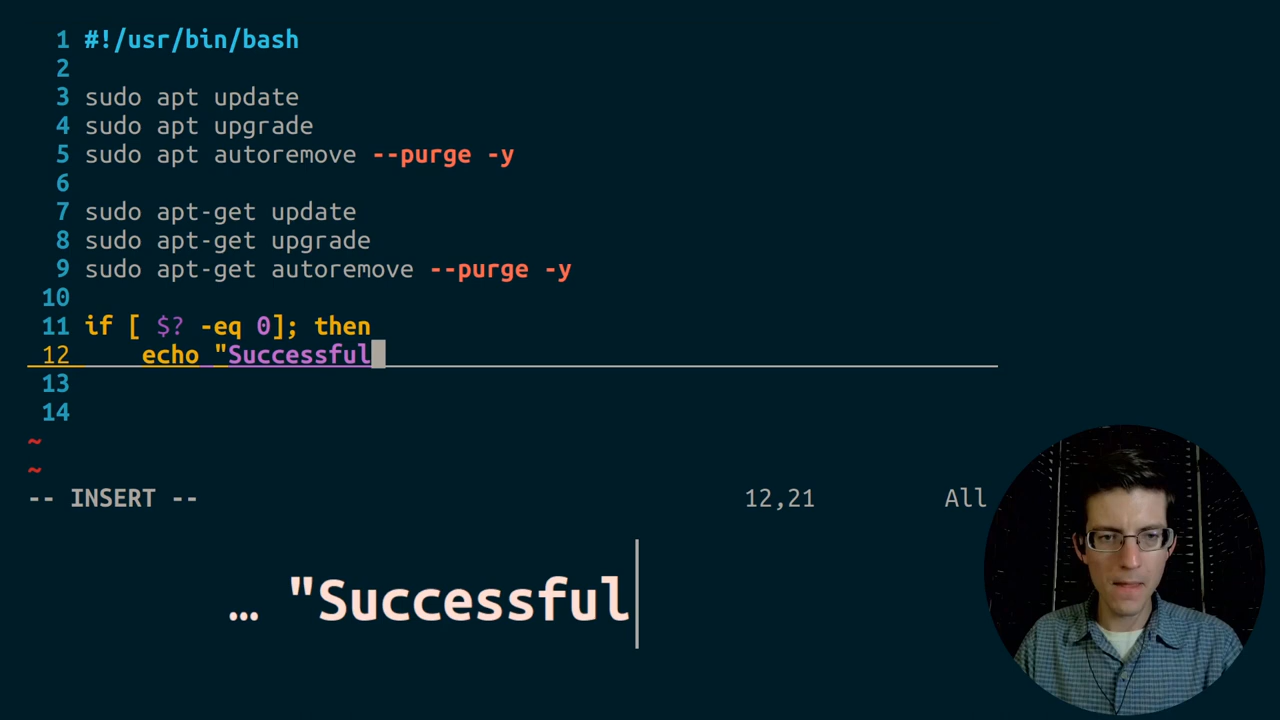 1 #!/usr/bin/bash
2
3 sudo apt update
4 sudo apt upgrade
5 sudo apt autoremove --purge -y
6
7 sudo apt-get update
8 sudo apt-get upgrade
9 sudo apt-get autoremove --purge -y
10
11 if [ $? -eq 0]; then
12     echo "Successful
13
14
~
~
-- INSERT -- 12,21 All
… "Successful